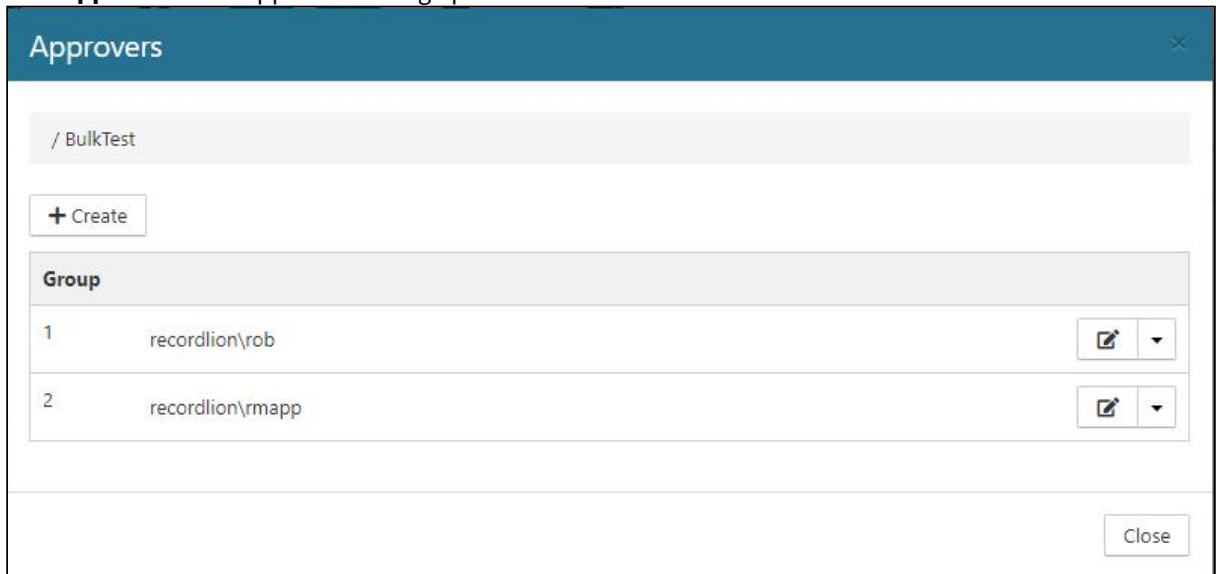 Approvers
/ BulkTest
+ Create
Group
1 recordlion\rob
2 recordlion\rmapp
Close